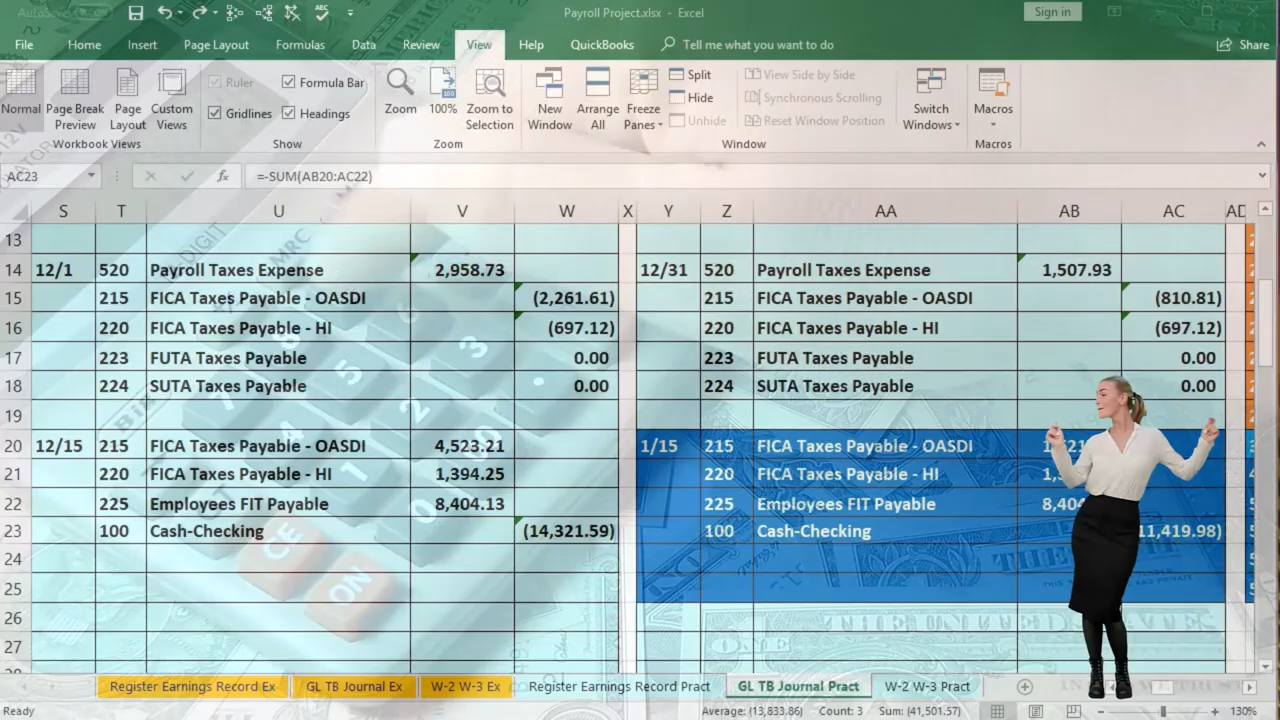 AutoSave
Payroll Project.xlsx - Excel
Sign in
File Home Insert Page Layout Formulas Data Review View Help QuickBooks Tell me what you want to do Share
Normal
Page Break Preview
Page Layout
Custom Views
Workbook Views
Ruler
Formula Bar
Gridlines
Headings
Show
Zoom
100%
Zoom to Selection
Zoom
New Window
Arrange All
Freeze Panes
Split
Hide
Unhide
View Side by Side
Synchronous Scrolling
Reset Window Position
Window
Switch Windows
Macros
Macros
AC23 fx =-SUM(AB20:AC22)
S T U V W X Y Z AA AB AC AD
13
14 12/1 520 Payroll Taxes Expense 2,958.73 12/31 520 Payroll Taxes Expense 1,507.93
15 215 FICA Taxes Payable - OASDI (2,261.61) 215 FICA Taxes Payable - OASDI (810.81)
16 220 FICA Taxes Payable - HI (697.12) 220 FICA Taxes Payable - HI (697.12)
17 223 FUTA Taxes Payable 0.00 223 FUTA Taxes Payable 0.00
18 224 SUTA Taxes Payable 0.00 224 SUTA Taxes Payable 0.00
19
20 12/15 215 FICA Taxes Payable - OASDI 4,523.21 1/15 215 FICA Taxes Payable - OASDI
21 220 FICA Taxes Payable - HI 1,394.25 220 FICA Taxes Payable - HI
22 225 Employees FIT Payable 8,404.13 225 Employees FIT Payable
23 100 Cash-Checking (14,321.59) 100 Cash-Checking 11,419.98)
24
25
26
27
Register Earnings Record Ex GL TB Journal Ex W-2 W-3 Ex Register Earnings Record Pract GL TB Journal Pract W-2 W-3 Pract
Ready Average: (13,833.86) Count: 3 Sum: (41,501.57) 130%